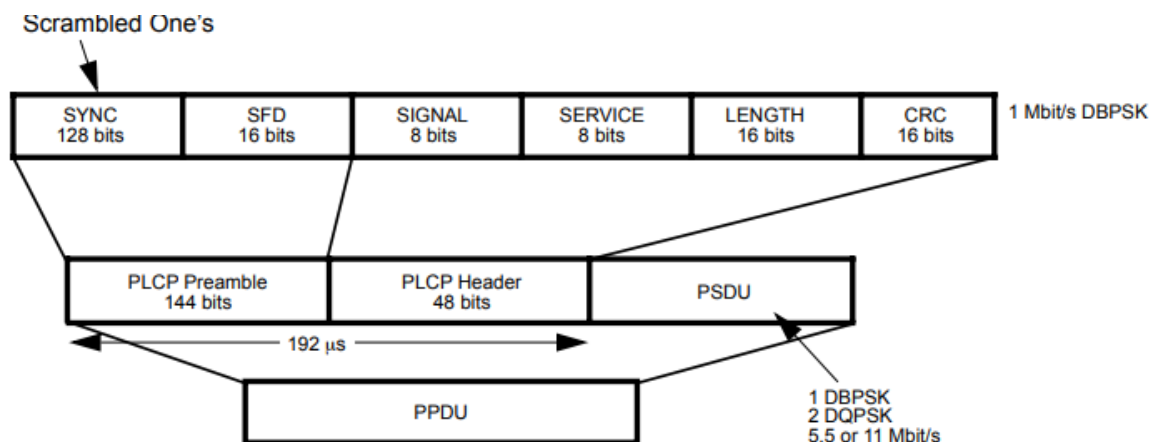 Scrambled One's
SYNC
128 bits
SFD
16 bits
SIGNAL
8 bits
SERVICE
8 bits
LENGTH
16 bits
CRC
16 bits
1 Mbit/s DBPSK
PLCP Preamble
144 bits
PLCP Header
48 bits
PSDU
192 μs
PPDU
1 DBPSK
2 DQPSK
5.5 or 11 Mbit/s